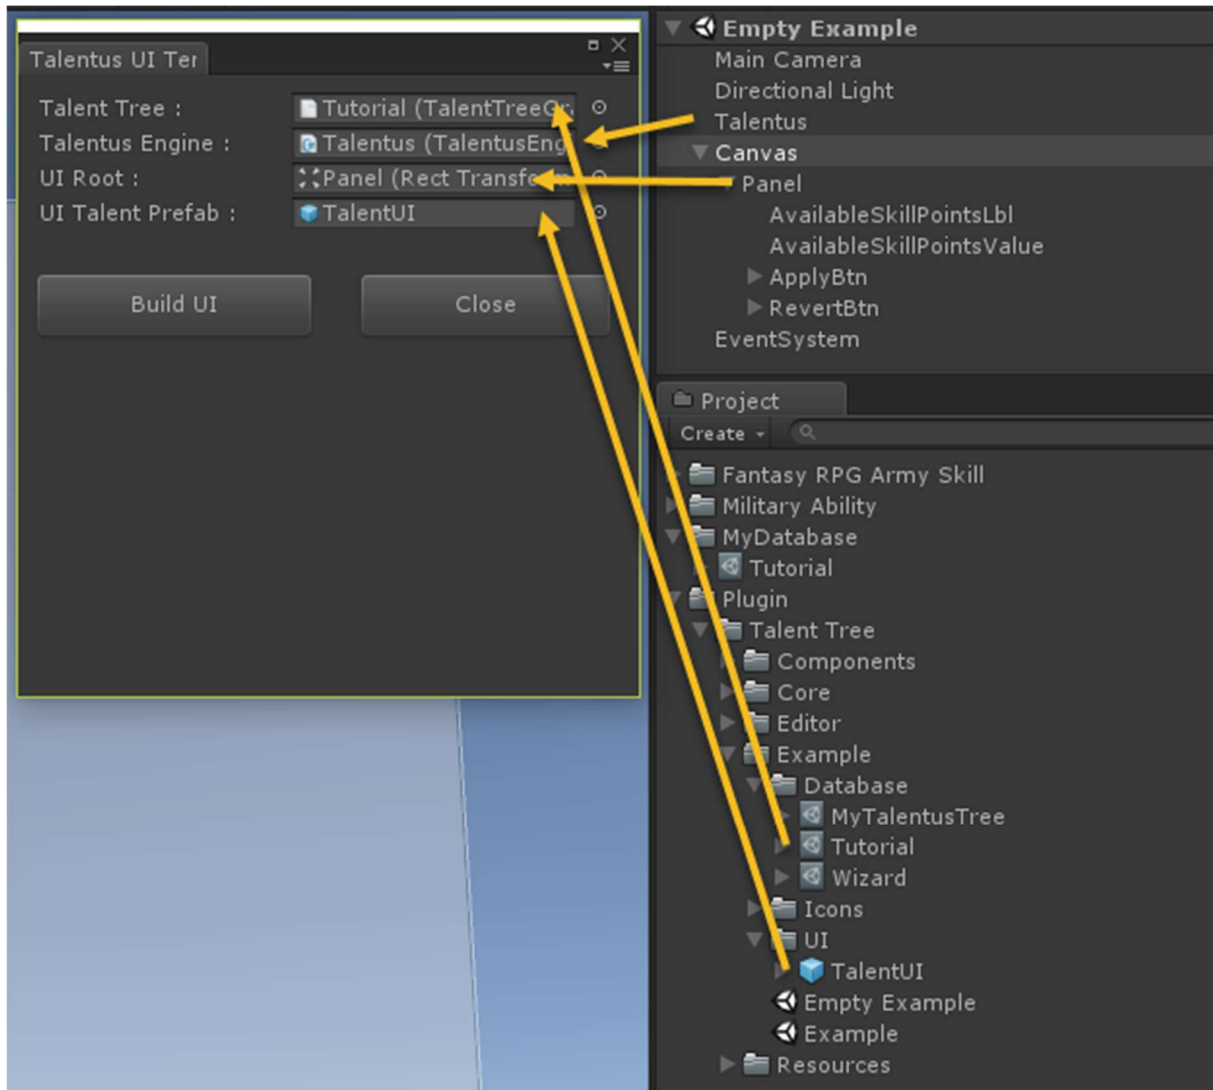 Talentus UI Ter
Talent Tree :
Tutorial (TalentTreeGra
Talentus Engine :
Talentus (TalentusEng
UI Root :
Panel (Rect Transform
UI Talent Prefab :
TalentUI
Build UI
Close
Empty Example
Main Camera
Directional Light
Talentus
Canvas
Panel
AvailableSkillPointsLbl
AvailableSkillPointsValue
ApplyBtn
RevertBtn
EventSystem
Project
Create
Fantasy RPG Army Skill
Military Ability
MyDatabase
Tutorial
Plugin
Talent Tree
Components
Core
Editor
Example
Database
MyTalentusTree
Tutorial
Wizard
Icons
UI
TalentUI
Empty Example
Example
Resources